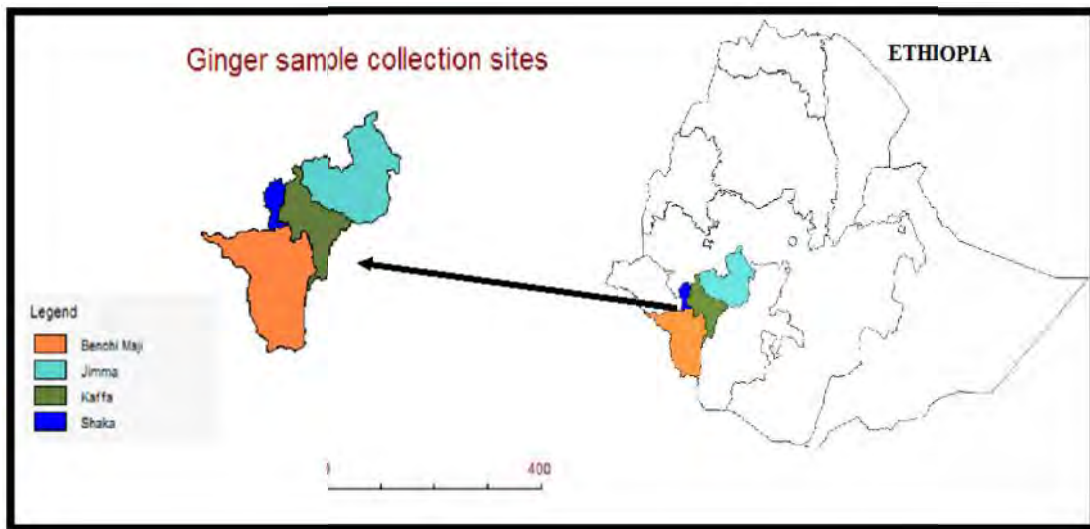 Ginger sample collection sites
ETHIOPIA
Legend
Benchi Maji
Jimma
Kaffa
Shaka
400